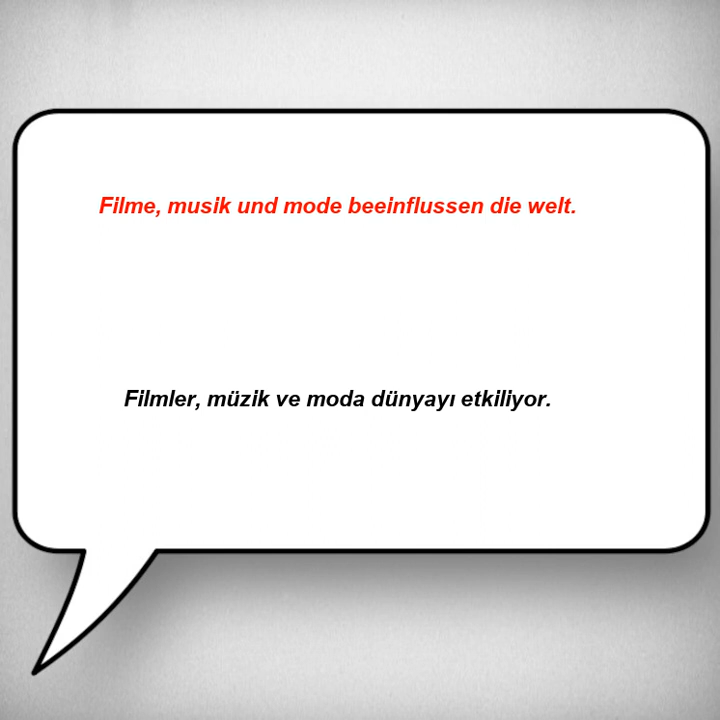 Filme, musik und mode beeinflussen die welt.
Filmler, müzik ve moda dünyayı etkiliyor.